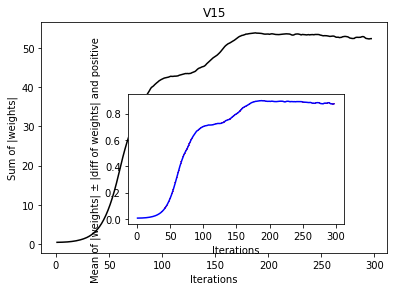 V15
Sum of |weights|
50
40
30
20
10
0
Mean of |weights| ± |diff of weights| and positive
0.8
0.6
0.4
0.2
0.0
0 50 100 150 200 250 300
Iterations
0 50 100 150 200 250 300
Iterations